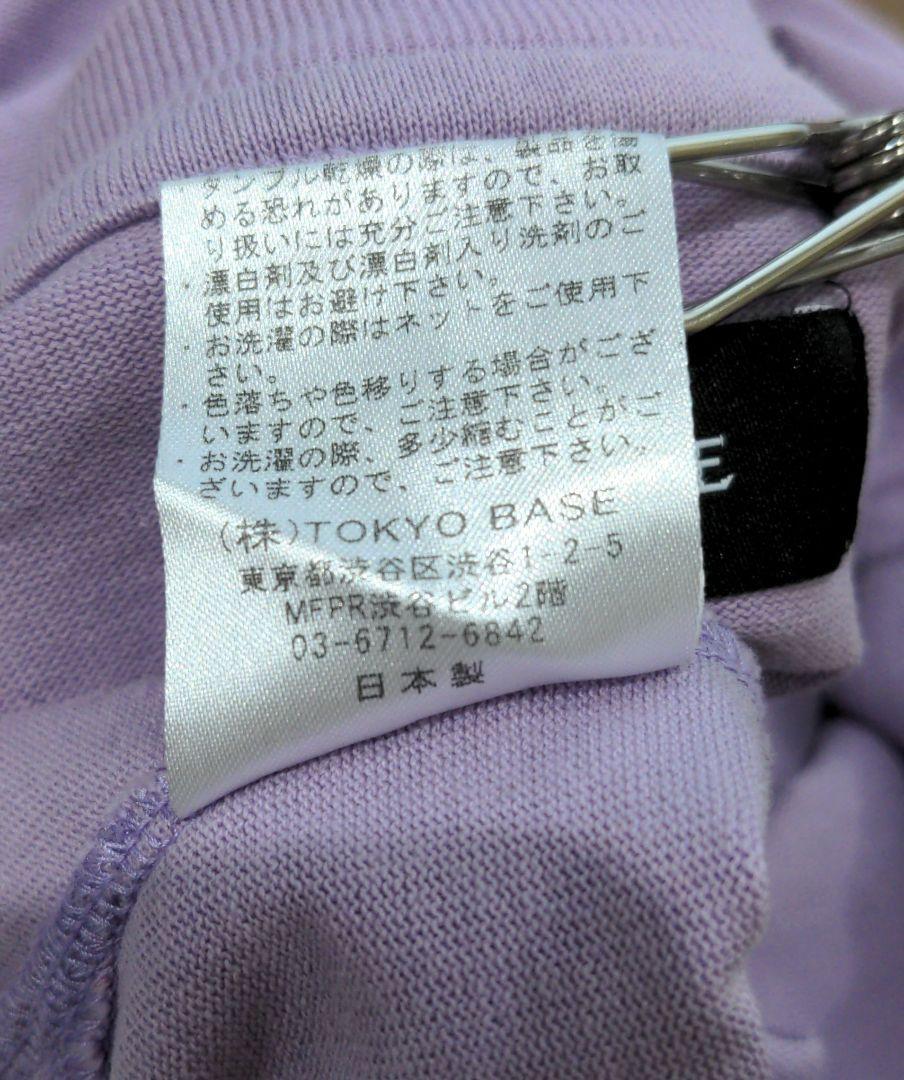 タンブル乾燥の際は、製品を傷
める恐れがありますので、お取
り扱いには充分ご注意下さい。
・漂白剤及び漂白剤入り洗剤のご
使用はお避け下さい。
・お洗濯の際はネットをご使用下
さい。
・色落ちや色移りする場合がござ
いますので、ご注意下さい。
・お洗濯の際、多少縮むことがご
ざいますので、ご注意下さい。
(株)TOKYO BASE
東京都渋谷区渋谷1-2-5
MFPR渋谷ビル2階
03-6712-6842
日本製
E